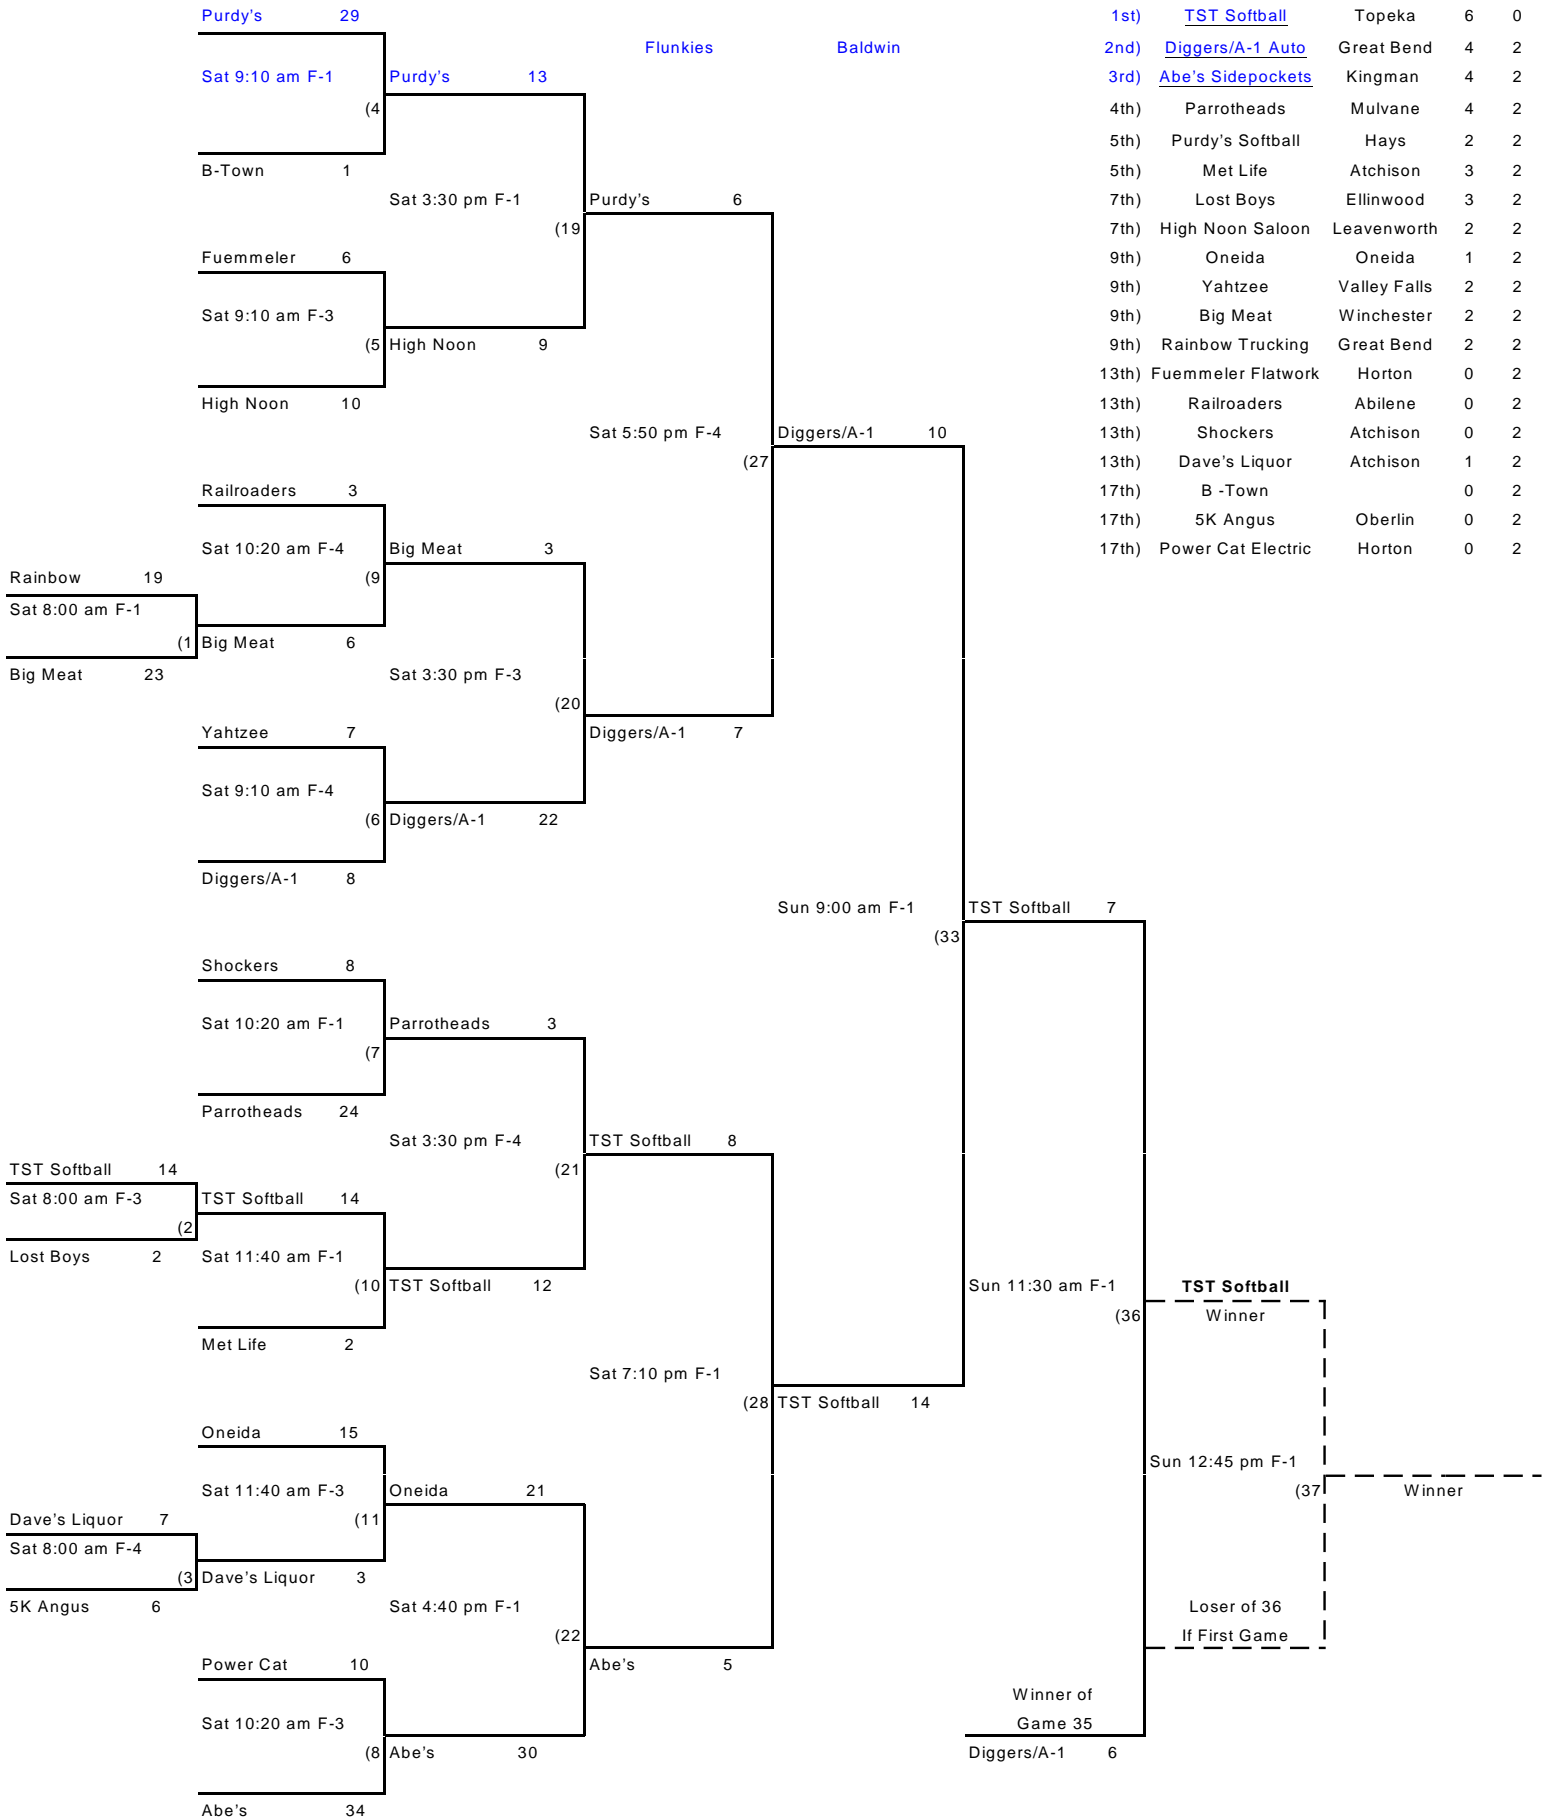 Purdy's 29
Flunkies Baldwin
Sat 9:10 am F-1
Purdy's 13
(4
B-Town 1
Sat 3:30 pm F-1
Purdy's 6
(19
Fuemmeler 6
Sat 9:10 am F-3
(5
High Noon 9
High Noon 10
Sat 5:50 pm F-4
Diggers/A-1 10
(27
Railroaders 3
Sat 10:20 am F-4
Big Meat 3
(9
Rainbow 19
Sat 8:00 am F-1
(1
Big Meat 6
Big Meat 23
Sat 3:30 pm F-3
(20
Diggers/A-1 7
Yahtzee 7
Sat 9:10 am F-4
(6
Diggers/A-1 22
Diggers/A-1 8
Sun 9:00 am F-1
TST Softball 7
(33
Shockers 8
Sat 10:20 am F-1
Parrotheads 3
(7
Parrotheads 24
Sat 3:30 pm F-4
TST Softball 8
(21
TST Softball 14
Sat 8:00 am F-3
TST Softball 14
(2
Lost Boys 2
Sat 11:40 am F-1
(10
TST Softball 12
Met Life 2
Sun 11:30 am F-1
TST Softball
(36
Winner
Sat 7:10 pm F-1
(28
TST Softball 14
Oneida 15
Sat 11:40 am F-3
Oneida 21
(11
Sun 12:45 pm F-1
(37
Winner
Dave's Liquor 7
Sat 8:00 am F-4
(3
Dave's Liquor 3
5K Angus 6
Sat 4:40 pm F-1
(22
Abe's 5
Loser of 36
If First Game
Power Cat 10
Sat 10:20 am F-3
(8
Abe's 30
Abe's 34
Winner of
Game 35
Diggers/A-1 6
1st) TST Softball Topeka 6 0
2nd) Diggers/A-1 Auto Great Bend 4 2
3rd) Abe's Sidepockets Kingman 4 2
4th) Parrotheads Mulvane 4 2
5th) Purdy's Softball Hays 2 2
5th) Met Life Atchison 3 2
7th) Lost Boys Ellinwood 3 2
7th) High Noon Saloon Leavenworth 2 2
9th) Oneida Oneida 1 2
9th) Yahtzee Valley Falls 2 2
9th) Big Meat Winchester 2 2
9th) Rainbow Trucking Great Bend 2 2
13th) Fuemmeler Flatwork Horton 0 2
13th) Railroaders Abilene 0 2
13th) Shockers Atchison 0 2
13th) Dave's Liquor Atchison 1 2
17th) B -Town 0 2
17th) 5K Angus Oberlin 0 2
17th) Power Cat Electric Horton 0 2